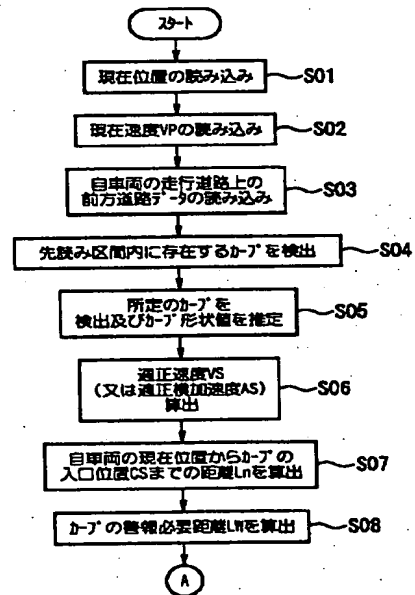 スタート
現在位置の読み込み
S01
現在速度VPの読み込み
S02
自車両の走行道路上の
前方道路ﾃﾞｰﾀの読み込み
S03
先読み区間内に存在するｶｰﾌﾞを検出
S04
所定のｶｰﾌﾞを
検出及びｶｰﾌﾞ形状値を推定
S05
適正速度VS
(又は適正横加速度AS)
算出
S06
自車両の現在位置からｶｰﾌﾞの
入口位置CSまでの距離Lnを算出
S07
ｶｰﾌﾞの警報必要距離LWを算出
S08
A